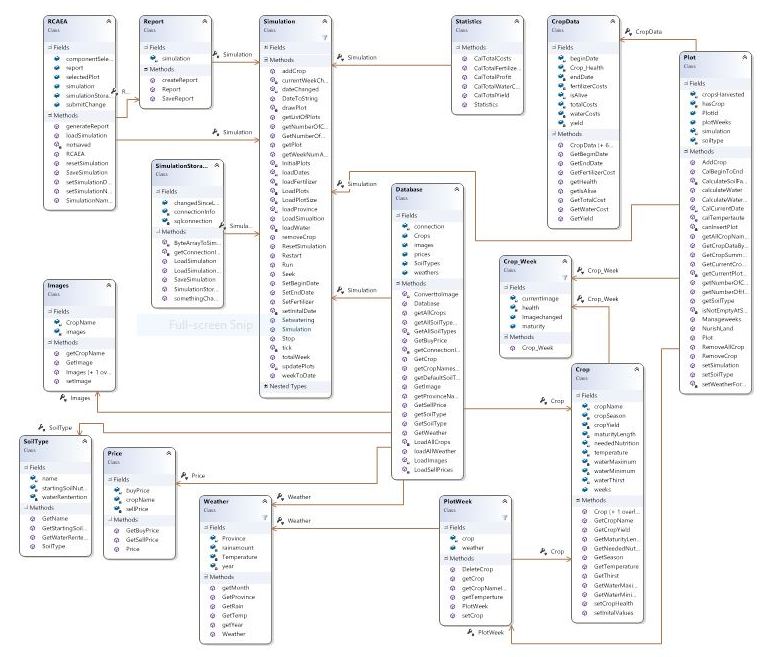 RCAEA
Class
Fields
componentSele...
report
selectedPlot
simulation
simulationStora...
submitChange
Methods
generateReport
loadSimulation
notsaved
RCAEA
resetSimulation
SaveSimulation
setSimulationD...
setSimulationN...
SimulationNam...
R...
Report
Class
Fields
simulation
Methods
createReport
Report
SaveReport
Simulation
Simulation
Simulation
Class
Fields
Methods
addCrop
currentWeekCh...
dateChanged
DateToString
drawPlot
getListOfPlots
getNumberOfC...
GetNumberOf...
getPlot
getWeekNumA...
InitialPlots
loadDates
loadFertilizer
LoadPlots
LoadPlotSize
loadProvince
LoadSimualtion
loadWater
removeCrop
ResetSimulation
Restart
Run
Seek
SetBeginDate
SetEndDate
SetFertilizer
setInitalDate
Setwatering
Simulation
Stop
tick
totalWeek
updatePlots
weekToDate
Nested Types
Simulation
Statistics
Class
Methods
CalTotalCosts
CalTotalFertilize...
CalTotalProfit
CalTotalWaterC...
CalTotalYield
Statistics
CropData
Class
Fields
beginDate
Crop_Health
endDate
fertilizerCosts
isAlive
totalCosts
waterCosts
yield
Methods
CropData (+ 6...
GetBeginDate
GetEndDate
GetFertilizerCost
getHealth
getIsAlive
GetTotalCost
GetWaterCost
GetYield
CropData
Plot
Class
Fields
cropsHarvested
hasCrop
PlotId
plotWeeks
simulation
soiltype
Methods
AddCrop
CalBeginToEnd
CalculateSoilFa...
calculateWater
CalculateWater...
CalCurrentDate
calTempertaute
canInsertPlot
getAllCropNam...
GetCropDataBy...
GetCropSumm...
GetCurrentCro...
getCurrentPlot...
getNumberOfC...
getNumberOfH...
getSoilType
isNotEmptyAtS...
Manageweeks
NurishLand
Plot
RemoveAllCrop
RemoveCrop
setSimulation
setSoilType
setWeatherFor...
SimulationStora...
Class
Fields
changedSinceL...
connectionInfo
sqlconnection
Methods
ByteArrayToSim...
getConnectionI...
LoadSimulation
LoadSimulation...
SaveSimulation
SimulationStor...
somethingCha...
Simula...
Simulation
Simulation
Database
Class
Fields
connection
Crops
images
prices
SoilTypes
weathers
Methods
ConverttoImage
Database
getAllCrops
getAllSoilType...
GetAllSoilTypes
GetBuyPrice
getConnectionI...
GetCrop
getCropNames...
getDefaultSoilT...
GetImage
getProvinceNa...
GetSellPrice
getSoilType
GetSoilType
GetWeather
LoadAllCrops
loadAllWeather
LoadImages
LoadSellPrices
Crop_Week
Class
Fields
currentImage
health
Imagechanged
maturity
Methods
Crop_Week
Crop_Week
Crop_Week
Images
Class
Fields
CropName
images
Methods
getCropName
GetImage
Images (+ 1 ov...
setImage
Images
Full-screen Snip
Crop
Class
Fields
cropName
cropSeason
cropYield
maturityLength
neededNutrition
temperature
waterMaximum
waterMinimum
waterThirst
weeks
Methods
Crop (+ 1 overl...
GetCropName
GetCropYield
GetMaturityLen...
GetNeededNut...
GetSeason
GetTemperature
GetThirst
GetWaterMaxi...
GetWaterMini...
setCropHealth
setInitalValues
Crop
SoilType
SoilType
Class
Fields
name
startingSoilNut...
waterRentention
Methods
GetName
GetStartingSoil...
GetWaterRente...
SoilType
Price
Class
Fields
buyPrice
cropName
sellPrice
Methods
GetBuyPrice
GetSellPrice
Price
Price
Weather
Class
Fields
Province
rainamount
Temperature
year
Methods
getMonth
GetProvince
GetRain
GetTemp
getYear
Weather
Weather
Weather
PlotWeek
Class
Fields
crop
weather
Methods
DeleteCrop
getCrop
getCropNamel...
getTemperture
PlotWeek
setCrop
Crop
PlotWeek